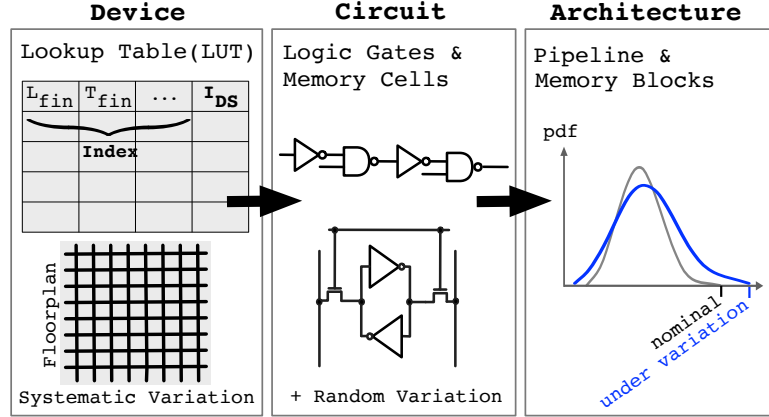 Device
Lookup Table(LUT)
Lfin Tfin ... IDS
Index
Floorplan
Systematic Variation
Circuit
Logic Gates &
Memory Cells
+ Random Variation
Architecture
Pipeline &
Memory Blocks
pdf
nominal
under variation